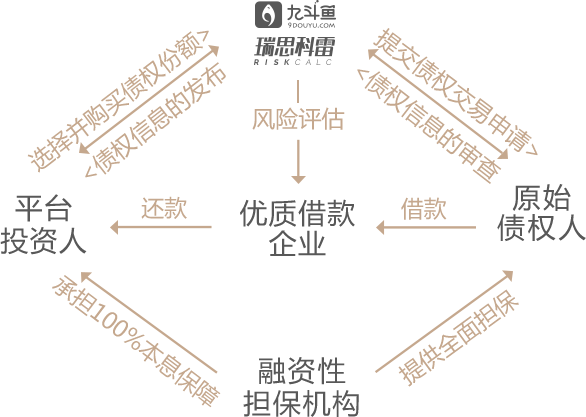 九斗鱼
9DOUYU.COM
瑞思科雷
RISKCALC
选择并购买债权份额>
<债权信息的发布
提交债权交易申请>
<债权信息的审查
风险评估
平台
投资人
还款
优质借款
企业
借款
原始
债权人
承担100%本息保障
提供全面担保
融资性
担保机构